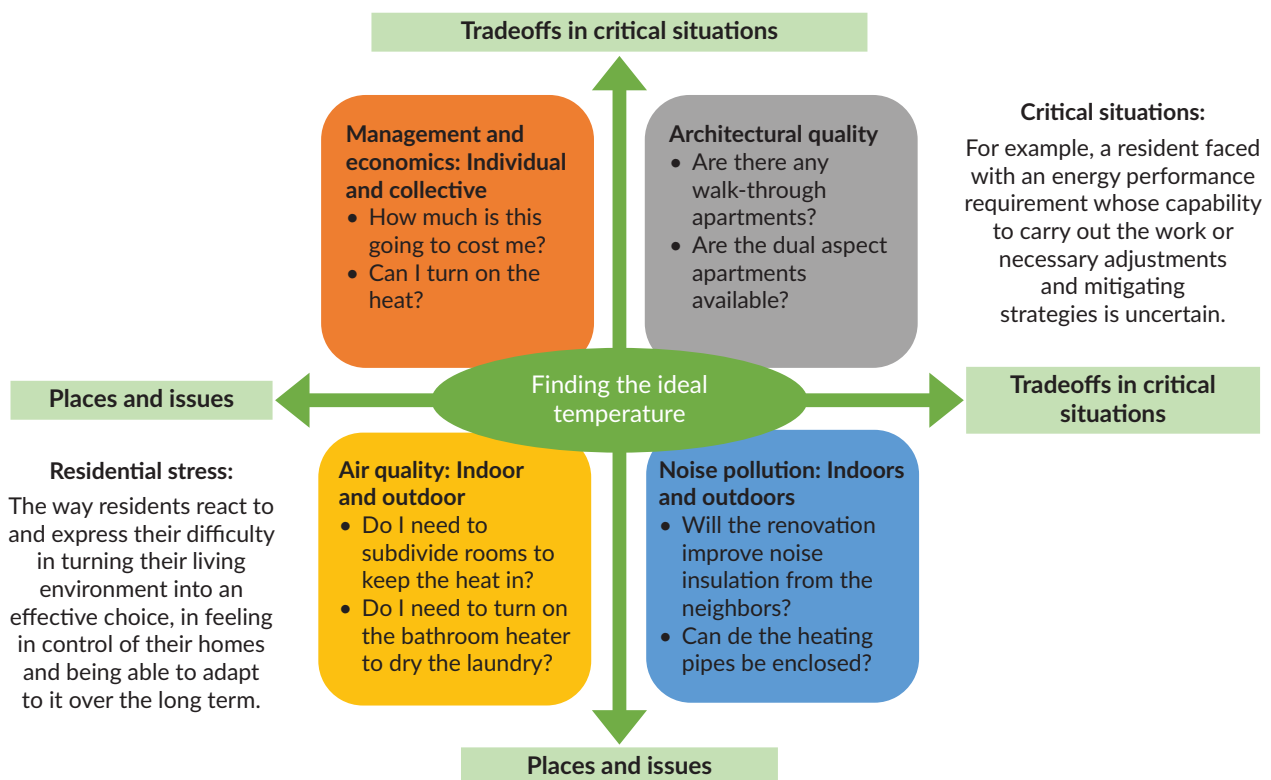 Tradeoffs in critical situations
Management and
economics: Individual
and collective
• How much is this
going to cost me?
• Can I turn on the
heat?
Architectural quality
• Are there any
walk-through
apartments?
• Are the dual aspect
apartments
available?
Critical situations:
For example, a resident faced
with an energy performance
requirement whose capability
to carry out the work or
necessary adjustments
and mitigating
strategies is uncertain.
Places and issues
Finding the ideal
temperature
Tradeoffs in critical
situations
Residential stress:
The way residents react to
and express their difficulty
in turning their living
environment into an
effective choice, in feeling
in control of their homes
and being able to adapt
to it over the long term.
Air quality: Indoor
and outdoor
• Do I need to
subdivide rooms to
keep the heat in?
• Do I need to turn on
the bathroom heater
to dry the laundry?
Noise pollution: Indoors
and outdoors
• Will the renovation
improve noise
insulation from the
neighbors?
• Can de the heating
pipes be enclosed?
Places and issues